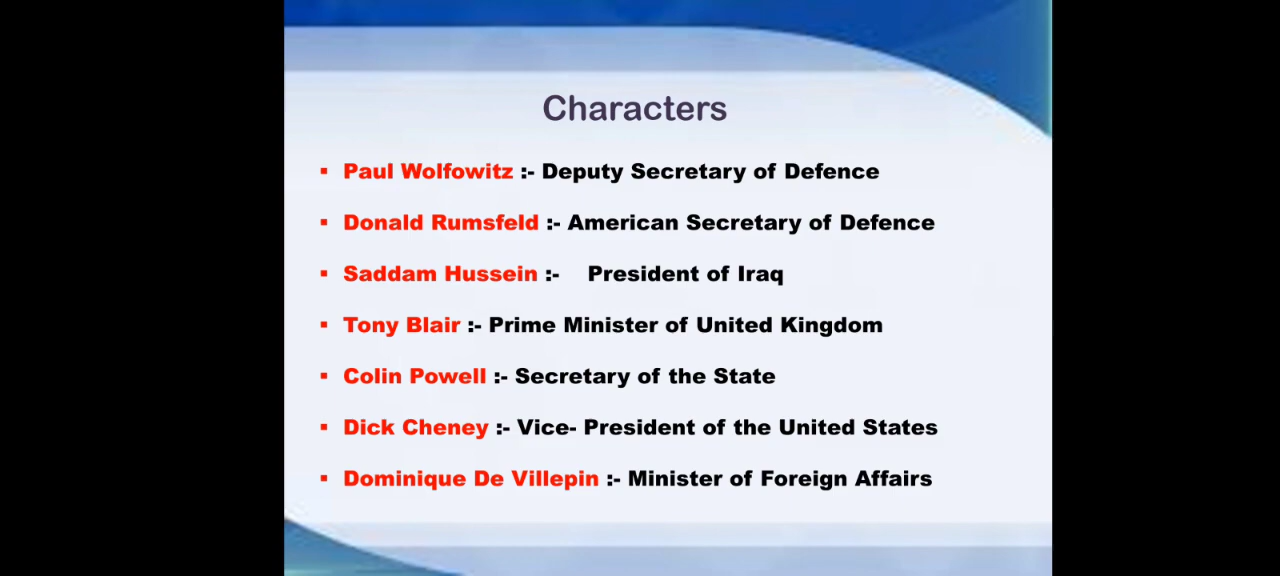 Characters
▪ Paul Wolfowitz :- Deputy Secretary of Defence
▪ Donald Rumsfeld :- American Secretary of Defence
▪ Saddam Hussein :- President of Iraq
▪ Tony Blair :- Prime Minister of United Kingdom
▪ Colin Powell :- Secretary of the State
▪ Dick Cheney :- Vice- President of the United States
▪ Dominique De Villepin :- Minister of Foreign Affairs